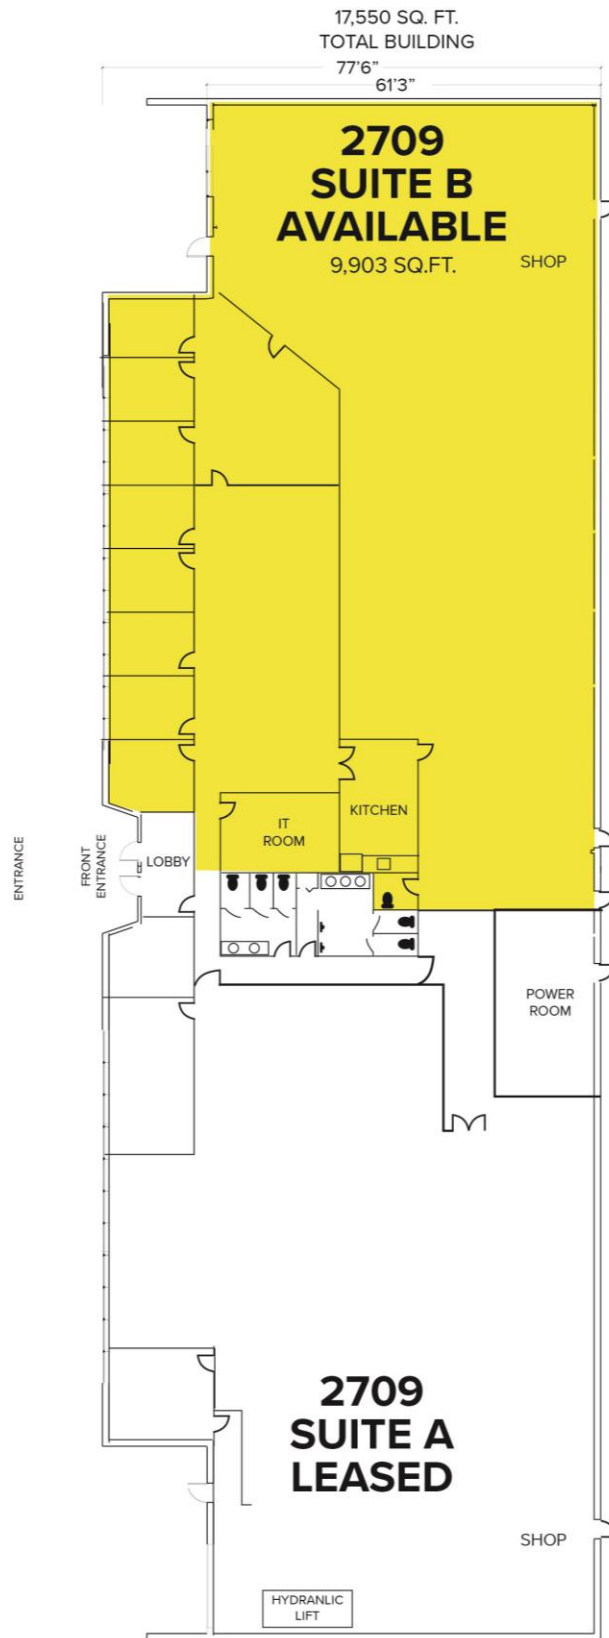 17,550 SQ. FT.
TOTAL BUILDING
77'6”
61'3”
2709
SUITE B
AVAILABLE
9,903 SQ.FT.
SHOP
KITCHEN
IT
ROOM
LOBBY
FRONT
ENTRANCE
ENTRANCE
POWER
ROOM
2709
SUITE A
LEASED
SHOP
HYDRANLIC
LIFT